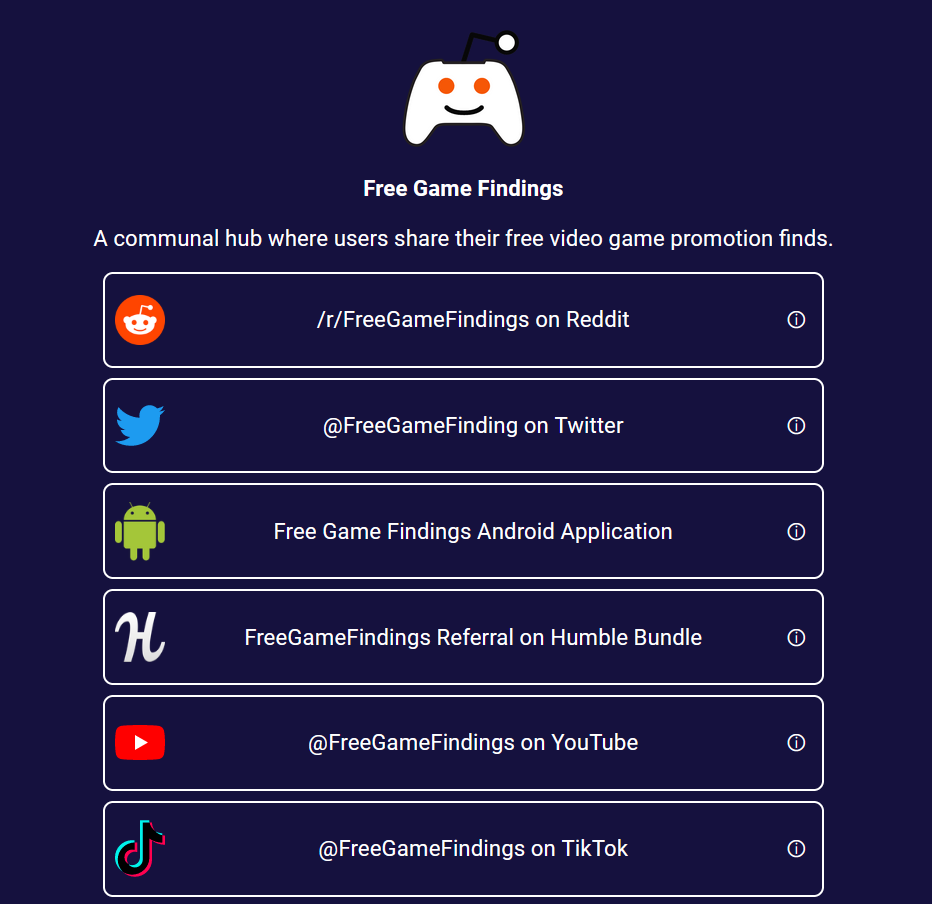 Free Game Findings
A communal hub where users share their free video game promotion finds.
/r/FreeGameFindings on Reddit
@FreeGameFinding on Twitter
Free Game Findings Android Application
H
FreeGameFindings Referral on Humble Bundle
@FreeGameFindings on YouTube
@FreeGameFindings on TikTok